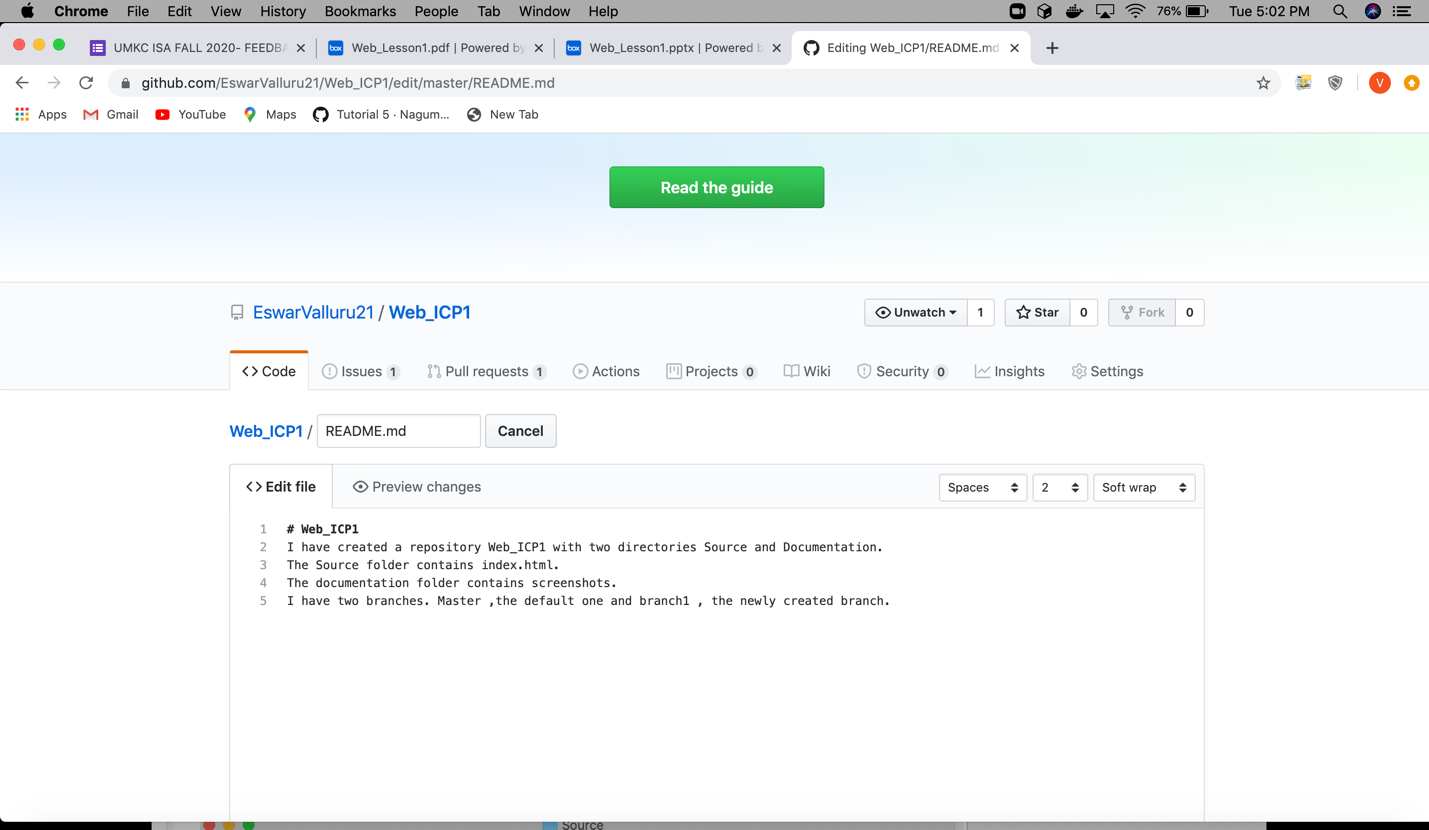 Chrome File Edit View History Bookmarks People Tab Window Help 76% Tue 5:02 PM
UMKC ISA FALL 2020- FEEDBA box Web_Lesson1.pdf | Powered by box Web_Lesson1.pptx | Powered b Editing Web_ICP1/README.md
github.com/EswarValluru21/Web_ICP1/edit/master/README.md V
Apps Gmail YouTube Maps Tutorial 5 · Nagum... New Tab
Read the guide
EswarValluru21 / Web_ICP1 Unwatch 1 Star 0 Fork 0
Code Issues 1 Pull requests 1 Actions Projects 0 Wiki Security 0 Insights Settings
Web_ICP1 / README.md Cancel
Edit file Preview changes Spaces 2 Soft wrap
1 # Web_ICP1
2 I have created a repository Web_ICP1 with two directories Source and Documentation.
3 The Source folder contains index.html.
4 The documentation folder contains screenshots.
5 I have two branches. Master ,the default one and branch1 , the newly created branch.
Source